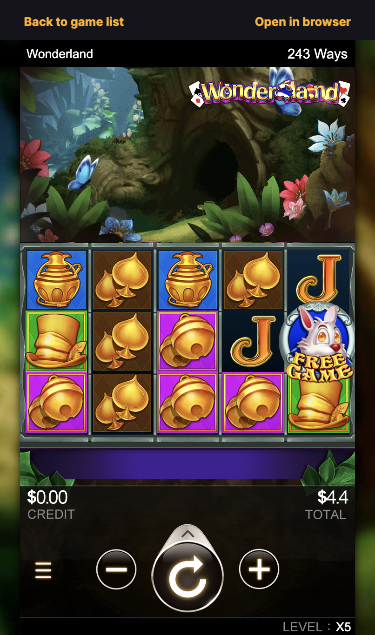 Back to game list
Open in browser
Wonderland
243 Ways
Wonderland
J
J
FREE
GAME
$0.00
$4.4
CREDIT
TOTAL
LEVEL : X5